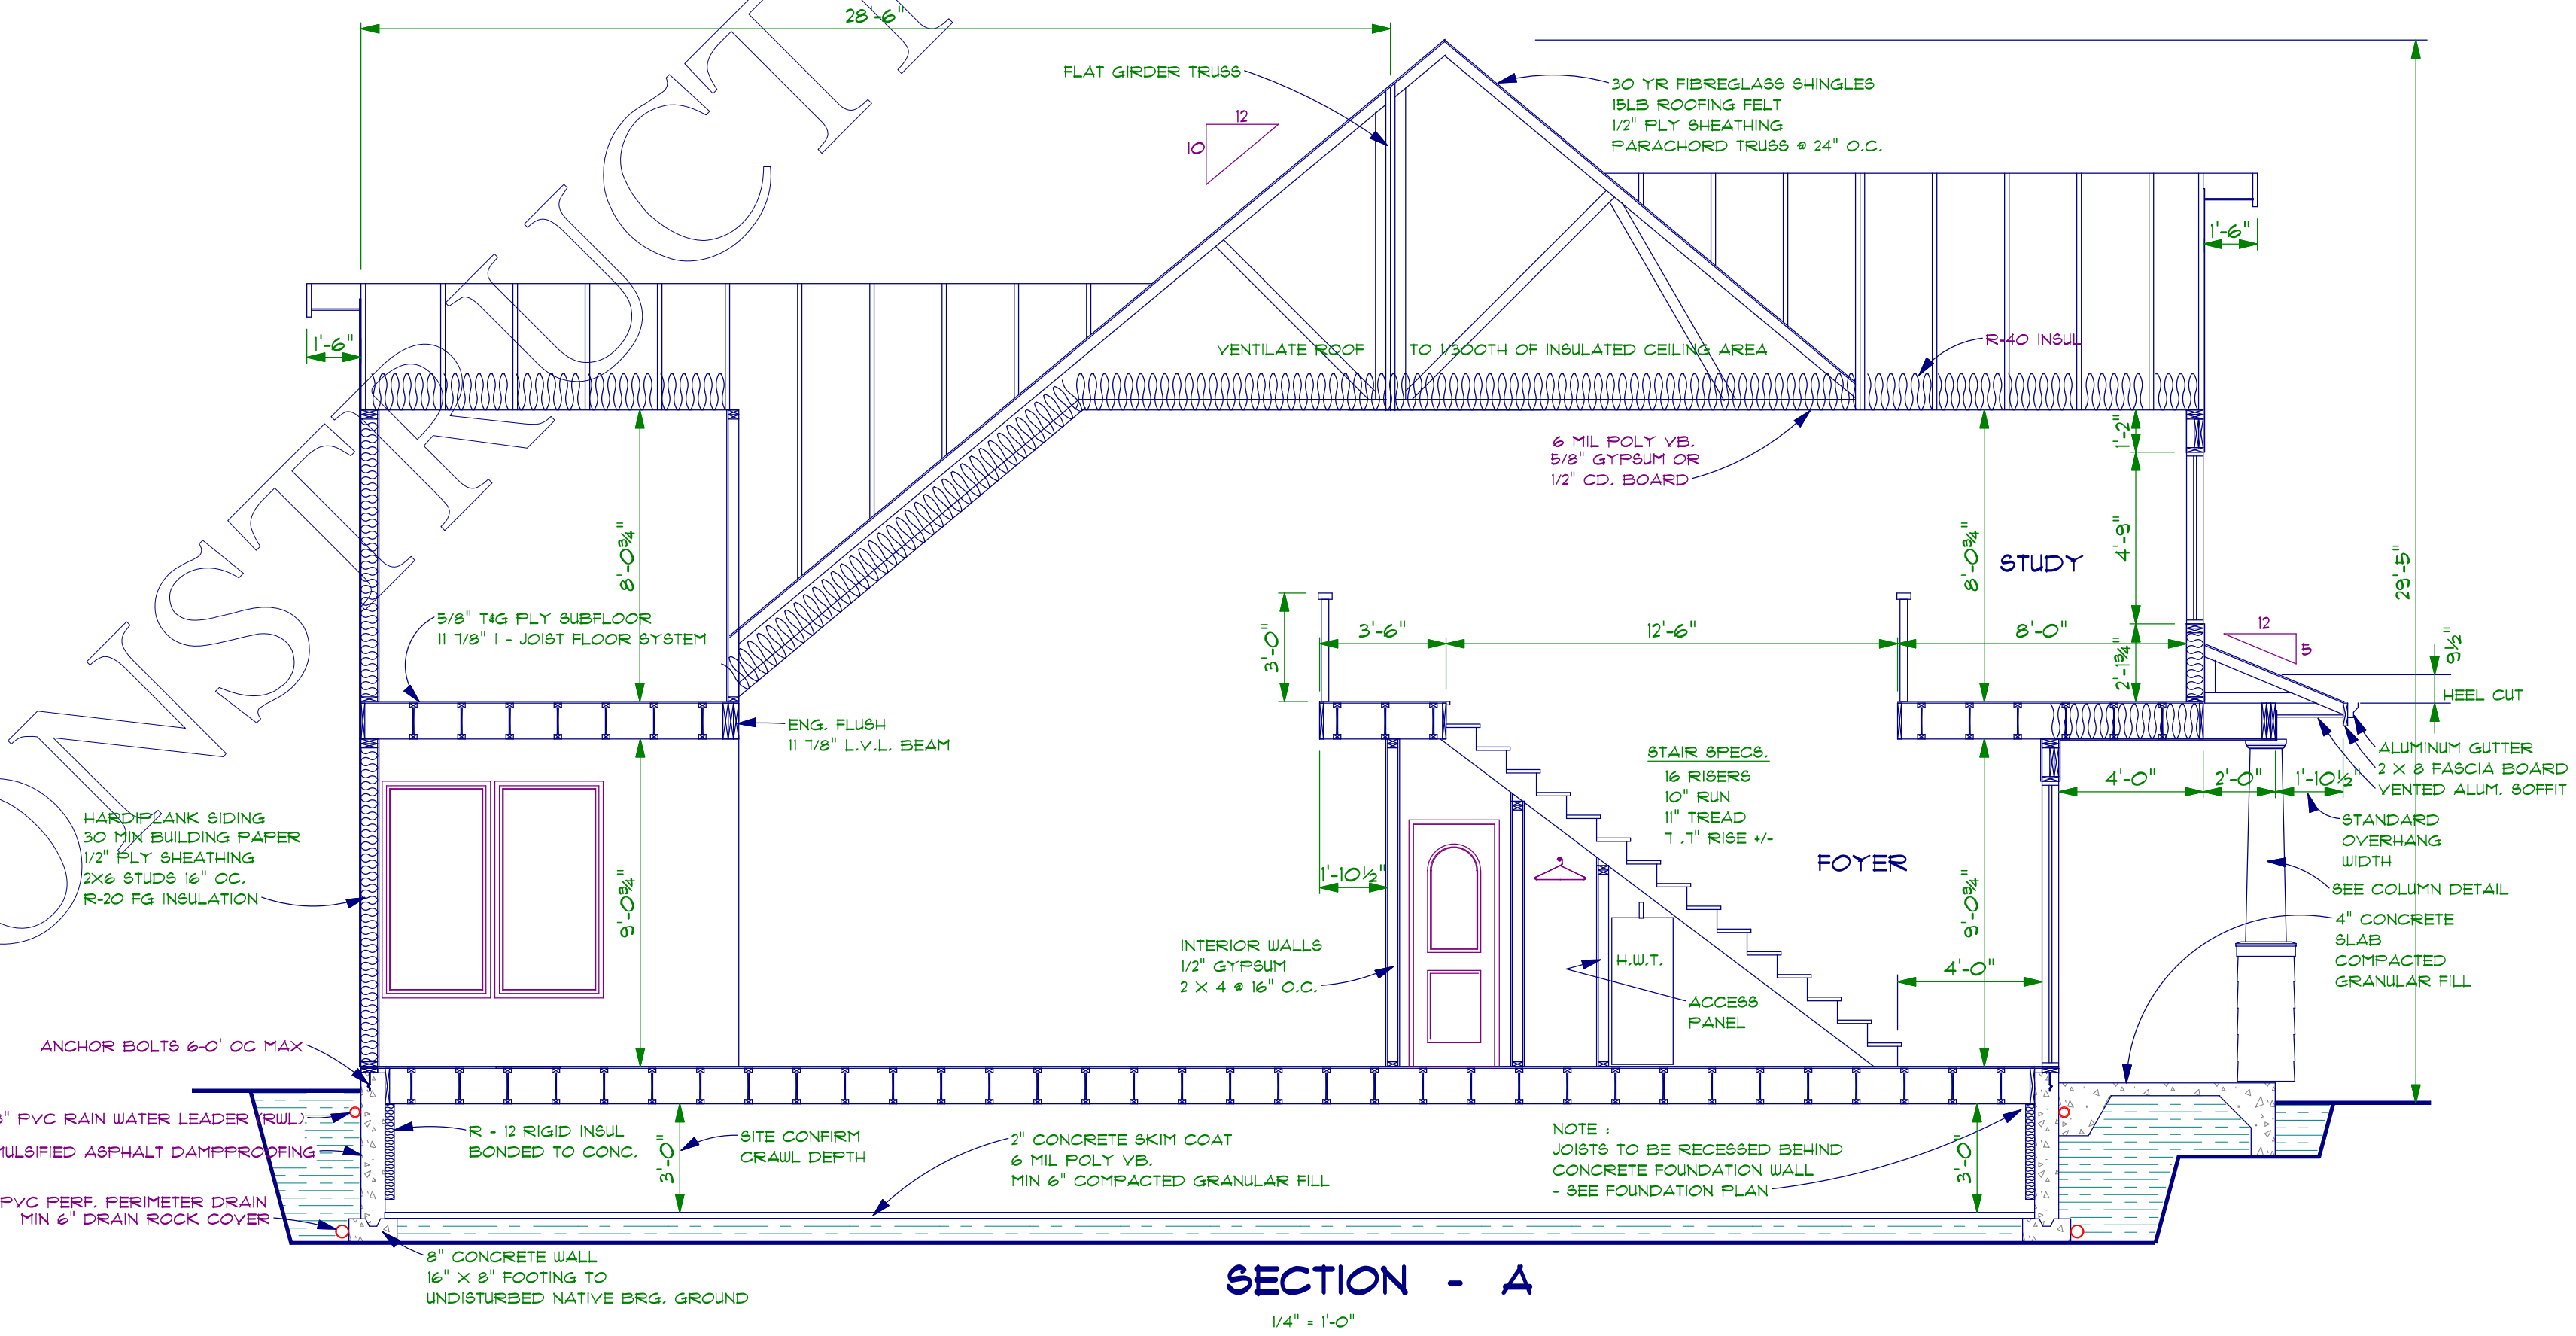 28'-6"
FLAT GIRDER TRUSS
30 YR FIBREGLASS SHINGLES
15LB ROOFING FELT
1/2" PLY SHEATHING
PARACHORD TRUSS @ 24" O.C.
12
10
1'-6"
1'-6"
VENTILATE ROOF TO 1/300TH OF INSULATED CEILING AREA
R-40 INSUL
6 MIL POLY VB.
5/8" GYPSUM OR
1/2" CD. BOARD
1'-2"
4'-9"
2'-1¾"
8'-0¾"
8'-0¾"
STUDY
29'-5"
5/8" T&G PLY SUBFLOOR
11 7/8" I - JOIST FLOOR SYSTEM
3'-0"
3'-6"
12'-6"
8'-0"
12
5
9½"
HEEL CUT
ENG. FLUSH
11 7/8" L.V.L. BEAM
STAIR SPECS.
16 RISERS
10" RUN
11" TREAD
7 .7" RISE +/-
ALUMINUM GUTTER
2 X 8 FASCIA BOARD
VENTED ALUM. SOFFIT
4'-0"
2'-0"
1'-10½"
STANDARD
OVERHANG
WIDTH
HARDIPLANK SIDING
30 MIN BUILDING PAPER
1/2" PLY SHEATHING
2X6 STUDS 16" OC.
R-20 FG INSULATION
9'-0¾"
1'-10½"
FOYER
9'-0¾"
SEE COLUMN DETAIL
4" CONCRETE
SLAB
COMPACTED
GRANULAR FILL
INTERIOR WALLS
1/2" GYPSUM
2 X 4 @ 16" O.C.
H.W.T.
4'-0"
ACCESS
PANEL
ANCHOR BOLTS 6-0' OC MAX
3" PVC RAIN WATER LEADER (RWL)
MULSIFIED ASPHALT DAMPPROOFING
PVC PERF. PERIMETER DRAIN
MIN 6" DRAIN ROCK COVER
R - 12 RIGID INSUL
BONDED TO CONC.
3'-0"
SITE CONFIRM
CRAWL DEPTH
2" CONCRETE SKIM COAT
6 MIL POLY VB.
MIN 6" COMPACTED GRANULAR FILL
NOTE :
JOISTS TO BE RECESSED BEHIND
CONCRETE FOUNDATION WALL
- SEE FOUNDATION PLAN
3'-0"
8" CONCRETE WALL
16" X 8" FOOTING TO
UNDISTURBED NATIVE BRG. GROUND
SECTION - A
1/4" = 1'-0"
ONSTRUCTI